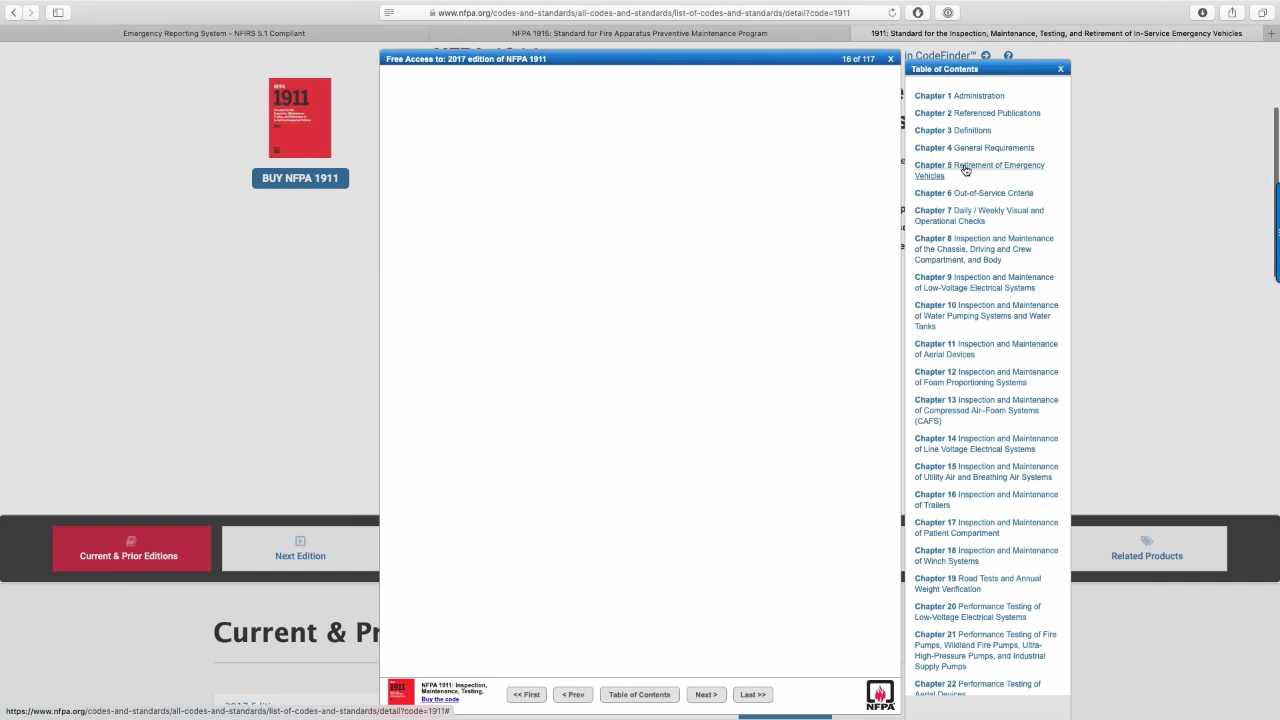 www.nfpa.org/codes-and-standards/all-codes-and-standards/list-of-codes-and-standards/detail?code=1911
Emergency Reporting System - NFIRS 5.1 Compliant
NFPA 1915: Standard for Fire Apparatus Preventive Maintenance Program
1911: Standard for the Inspection, Maintenance, Testing, and Retirement of In-Service Emergency Vehicles
in CodeFinder™
Free Access to: 2017 edition of NFPA 1911
16 of 117
X
Table of Contents
X
NFPA
1911
BUY NFPA 1911
Chapter 1 Administration
Chapter 2 Referenced Publications
Chapter 3 Definitions
Chapter 4 General Requirements
Chapter 5 Retirement of Emergency
Vehicles
Chapter 6 Out-of-Service Criteria
Chapter 7 Daily / Weekly Visual and
Operational Checks
Chapter 8 Inspection and Maintenance
of the Chassis, Driving and Crew
Compartment, and Body
Chapter 9 Inspection and Maintenance
of Low-Voltage Electrical Systems
Chapter 10 Inspection and Maintenance
of Water Pumping Systems and Water
Tanks
Chapter 11 Inspection and Maintenance
of Aerial Devices
Chapter 12 Inspection and Maintenance
of Foam Proportioning Systems
Chapter 13 Inspection and Maintenance
of Compressed Air–Foam Systems
(CAFS)
Chapter 14 Inspection and Maintenance
of Line Voltage Electrical Systems
Chapter 15 Inspection and Maintenance
of Utility Air and Breathing Air Systems
Chapter 16 Inspection and Maintenance
of Trailers
Chapter 17 Inspection and Maintenance
of Patient Compartment
Chapter 18 Inspection and Maintenance
of Winch Systems
Chapter 19 Road Tests and Annual
Weight Verification
Chapter 20 Performance Testing of
Low-Voltage Electrical Systems
Chapter 21 Performance Testing of Fire
Pumps, Wildland Fire Pumps, Ultra-
High-Pressure Pumps, and Industrial
Supply Pumps
Chapter 22 Performance Testing of
Aerial Devices
Current & Prior Editions
Next Edition
Related Products
Current & Pr
1911
NFPA 1911: Inspection,
Maintenance, Testing,
Buy the code
<< First
< Prev
Table of Contents
Next >
Last >>
NFPA
https://www.nfpa.org/codes-and-standards/all-codes-and-standards/list-of-codes-and-standards/detail?code=1911#